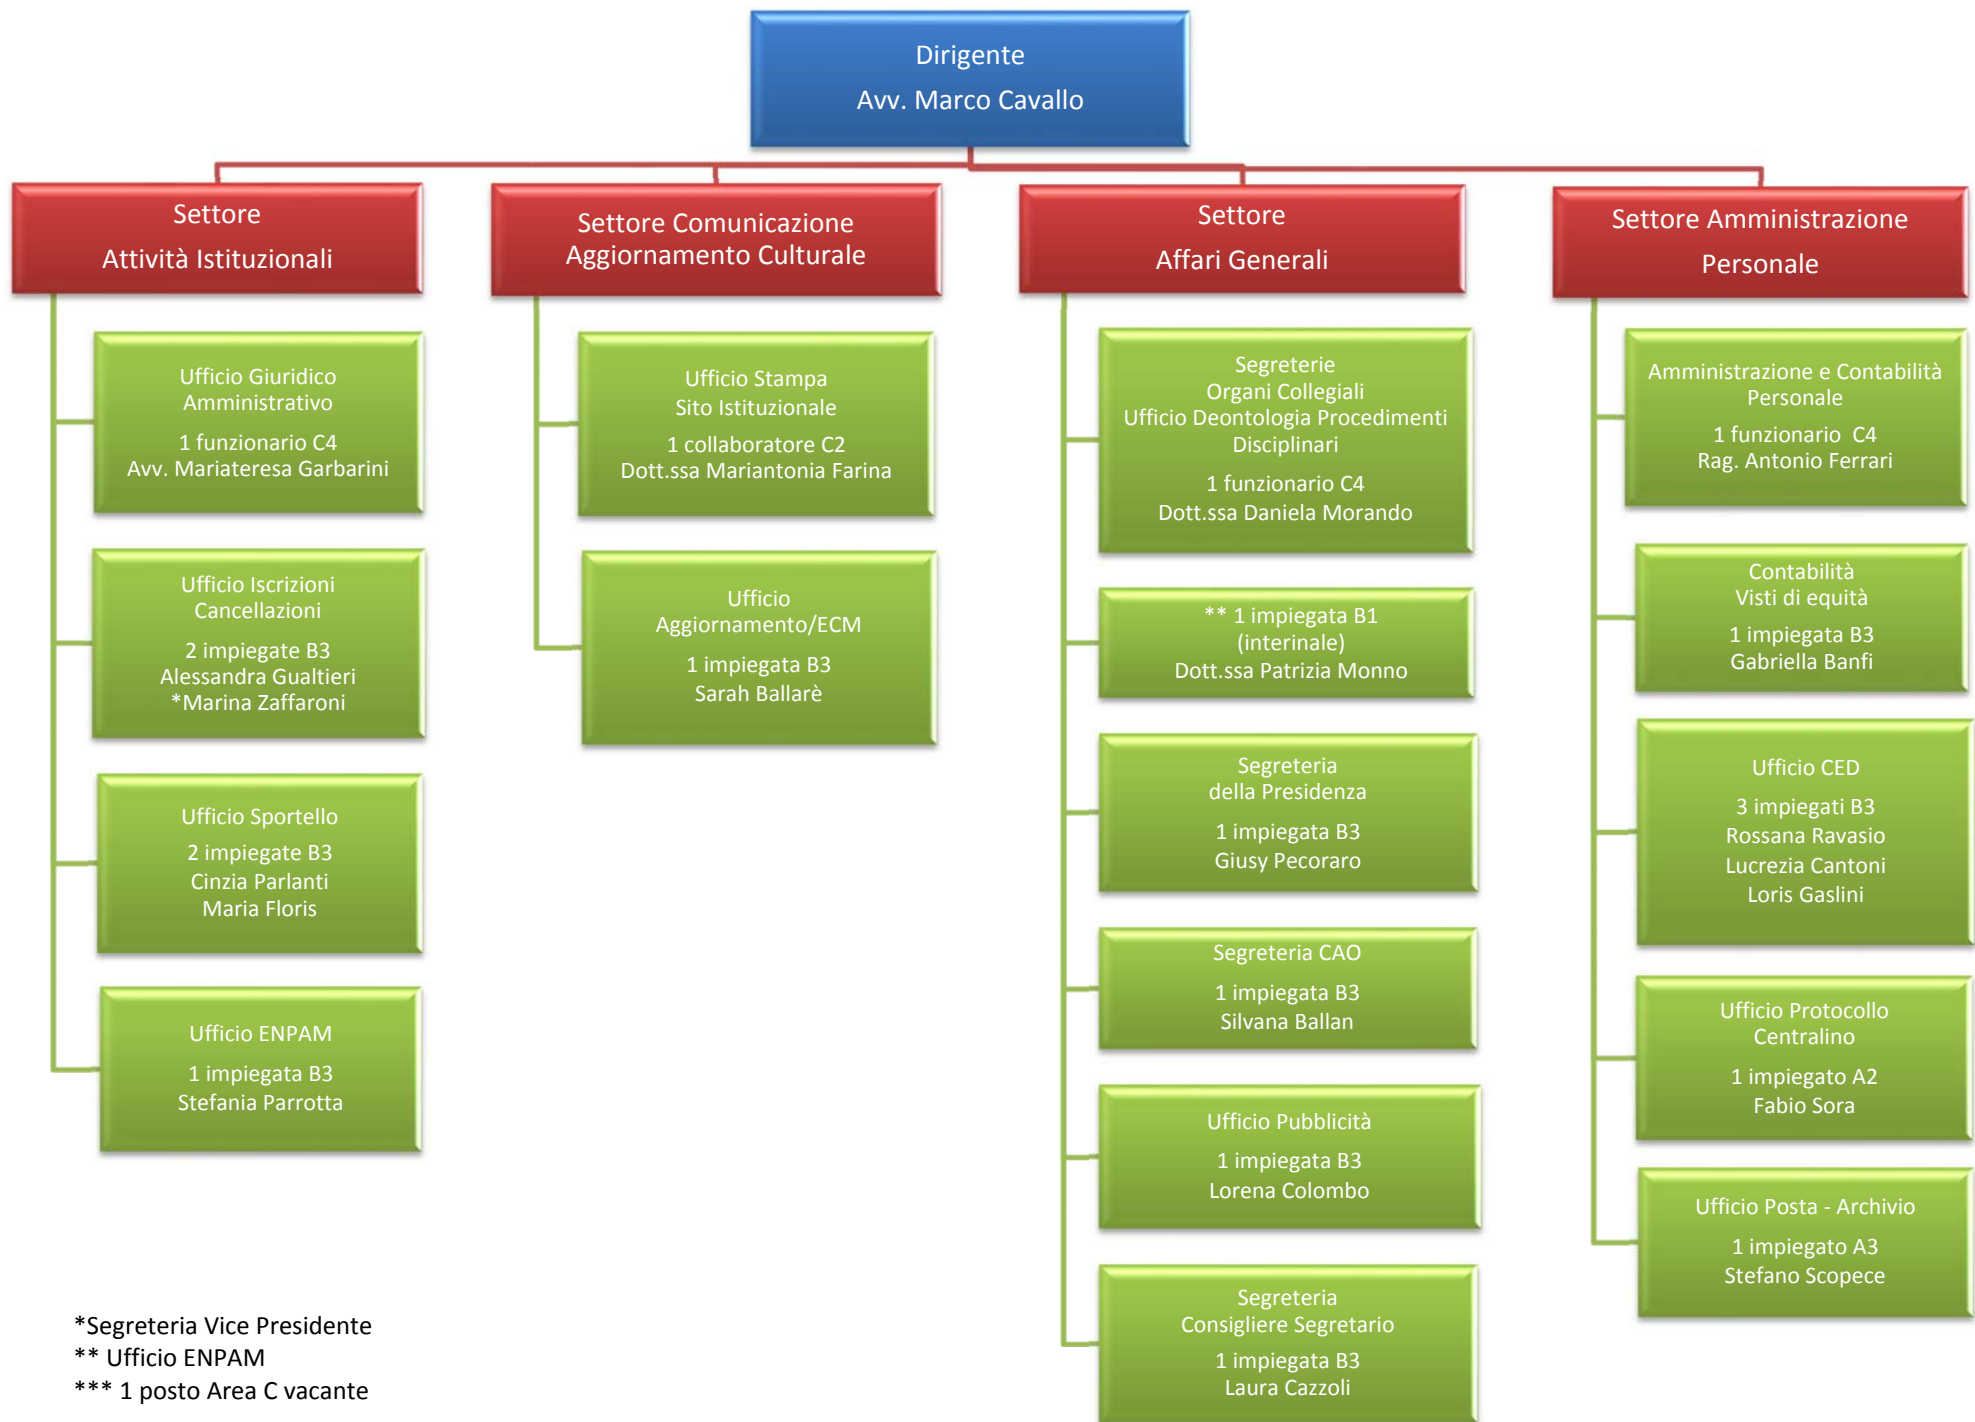 Dirigente
Avv. Marco Cavallo
Settore
Attività Istituzionali
Ufficio Giuridico
Amministrativo
1 funzionario C4
Avv. Mariateresa Garbarini
Ufficio Iscrizioni
Cancellazioni
2 impiegate B3
Alessandra Gualtieri
*Marina Zaffaroni
Ufficio Sportello
2 impiegate B3
Cinzia Parlanti
Maria Floris
Ufficio ENPAM
1 impiegata B3
Stefania Parrotta
Settore Comunicazione
Aggiornamento Culturale
Ufficio Stampa
Sito Istituzionale
1 collaboratore C2
Dott.ssa Mariantonia Farina
Ufficio
Aggiornamento/ECM
1 impiegata B3
Sarah Ballarè
Settore
Affari Generali
Segreterie
Organi Collegiali
Ufficio Deontologia Procedimenti
Disciplinari
1 funzionario C4
Dott.ssa Daniela Morando
** 1 impiegata B1
(interinale)
Dott.ssa Patrizia Monno
Segreteria
della Presidenza
1 impiegata B3
Giusy Pecoraro
Segreteria CAO
1 impiegata B3
Silvana Ballan
Ufficio Pubblicità
1 impiegata B3
Lorena Colombo
Segreteria
Consigliere Segretario
1 impiegata B3
Laura Cazzoli
Settore Amministrazione
Personale
Amministrazione e Contabilità
Personale
1 funzionario  C4
Rag. Antonio Ferrari
Contabilità
Visti di equità
1 impiegata B3
Gabriella Banfi
Ufficio CED
3 impiegati B3
Rossana Ravasio
Lucrezia Cantoni
Loris Gaslini
Ufficio Protocollo
Centralino
1 impiegato A2
Fabio Sora
Ufficio Posta - Archivio
1 impiegato A3
Stefano Scopece
*Segreteria Vice Presidente
** Ufficio ENPAM
*** 1 posto Area C vacante